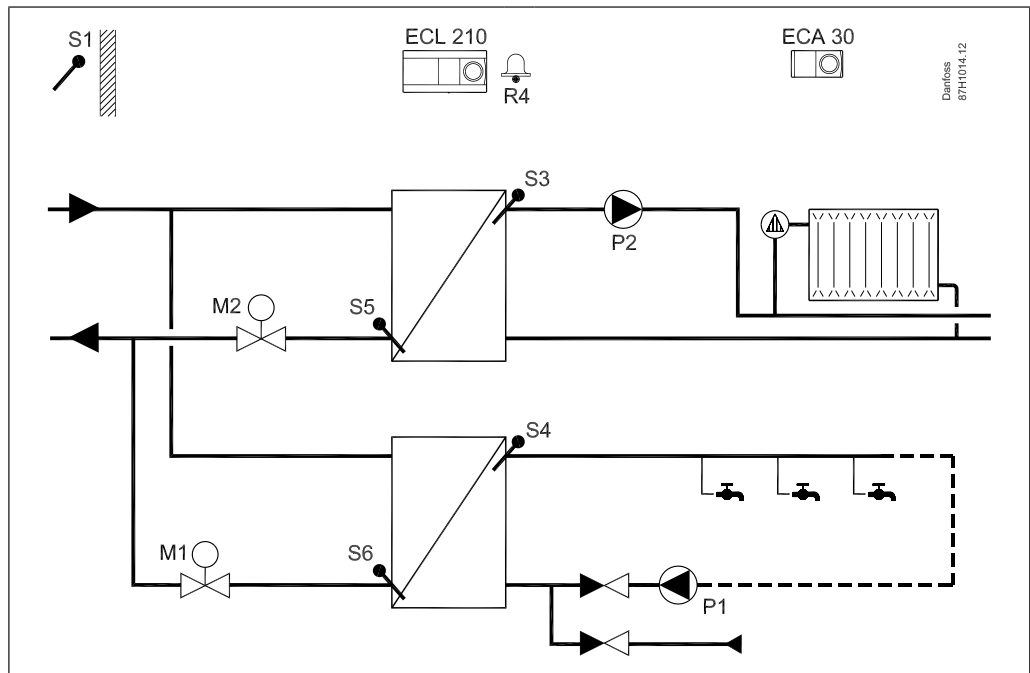 S1
ECL 210
R4
ECA 30
Danfoss
87H1014.12
S3
P2
M2
S5
S4
M1
S6
P1